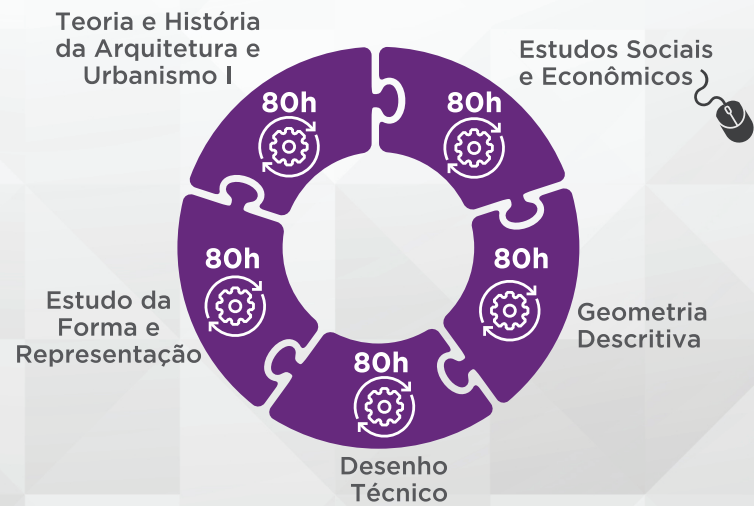 Teoria e História
da Arquitetura e
Urbanismo I
80h
Estudos Sociais
e Econômicos
80h
80h
Geometria
Descritiva
80h
Desenho
Técnico
80h
Estudo da
Forma e
Representação